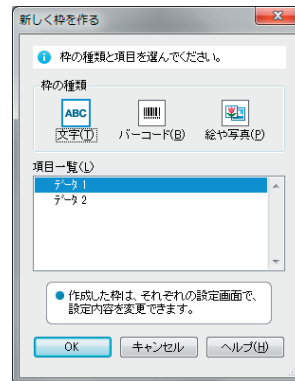 新しく枠を作る
枠の種類と項目を選んでください。
枠の種類
ABC
文字(T) バーコード(B) 絵や写真(P)
項目一覧(L)
データ 1
データ 2
作成した枠は、それぞれの設定画面で、
設定内容を変更できます。
OK キャンセル ヘルプ(H)